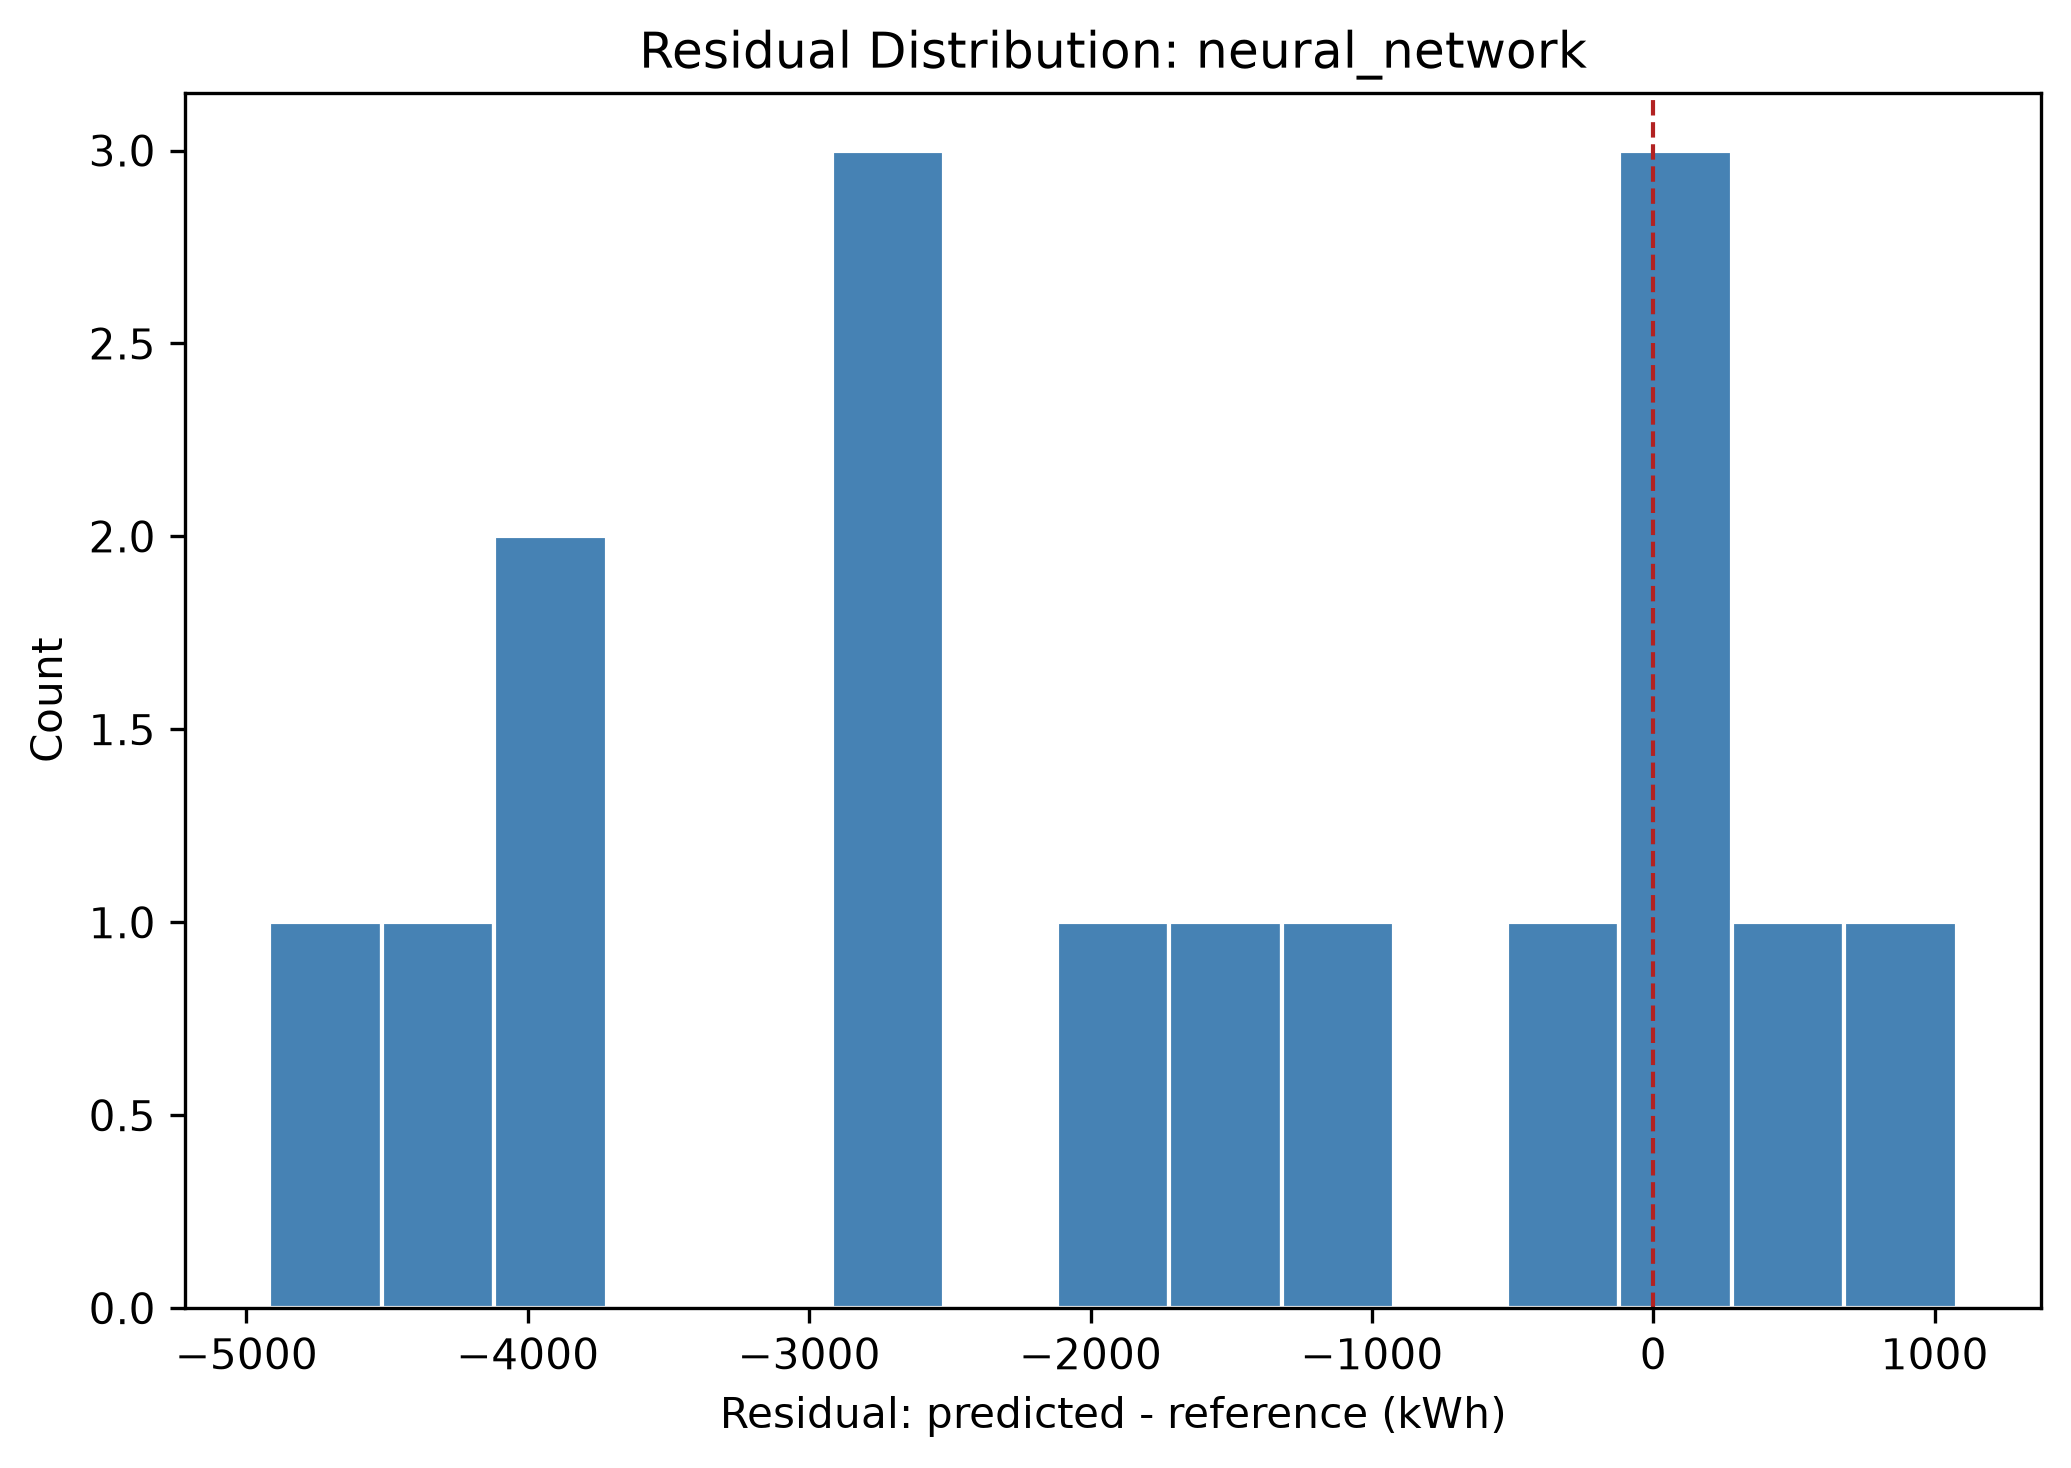 Residual Distribution: neural_network
3.0
2.5
2.0
1.5
1.0
0.5
0.0
Count
−5000 −4000 −3000 −2000 −1000 0 1000
Residual: predicted - reference (kWh)